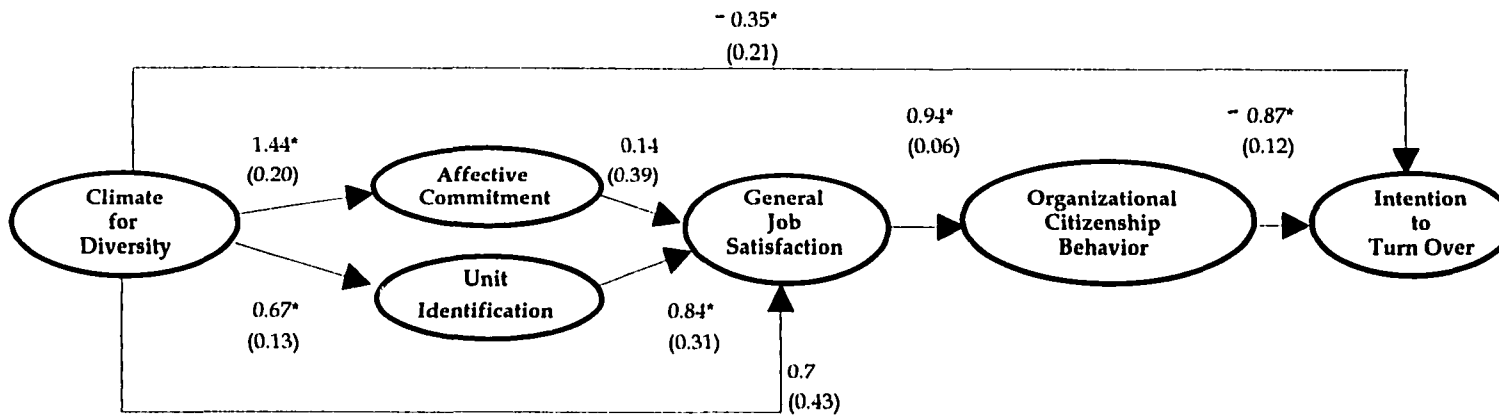 - 0.35*
(0.21)
1.44*
(0.20)
0.14
(0.39)
0.94*
(0.06)
- 0.87*
(0.12)
Climate
for
Diversity
Affective
Commitment
General
Job
Satisfaction
Organizational
Citizenship
Behavior
Intention
to
Turn Over
Unit
Identification
0.67*
(0.13)
0.84*
(0.31)
0.7
(0.43)